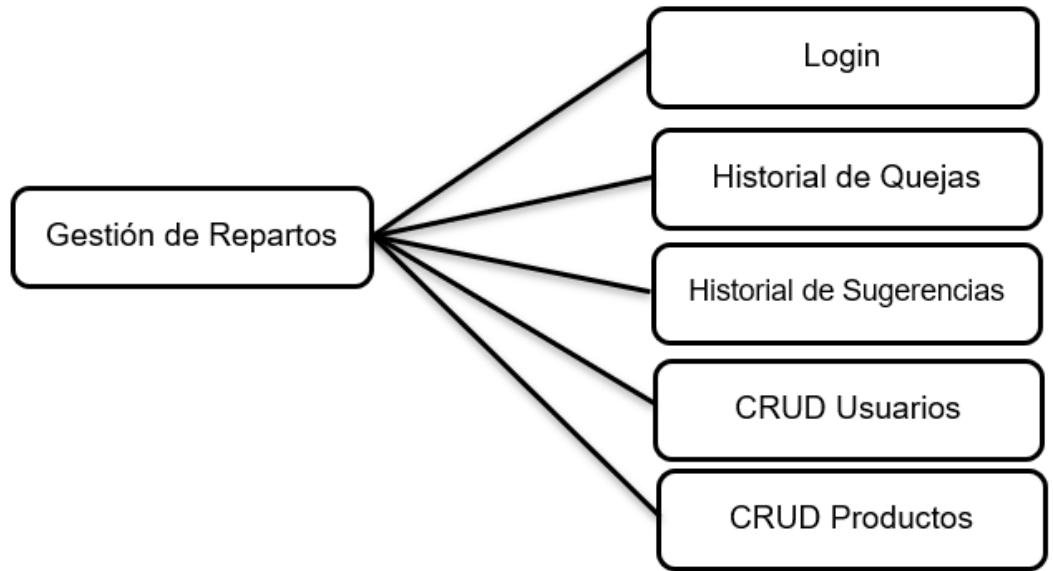 Login
Historial de Quejas
Gestión de Repartos
Historial de Sugerencias
CRUD Usuarios
CRUD Productos